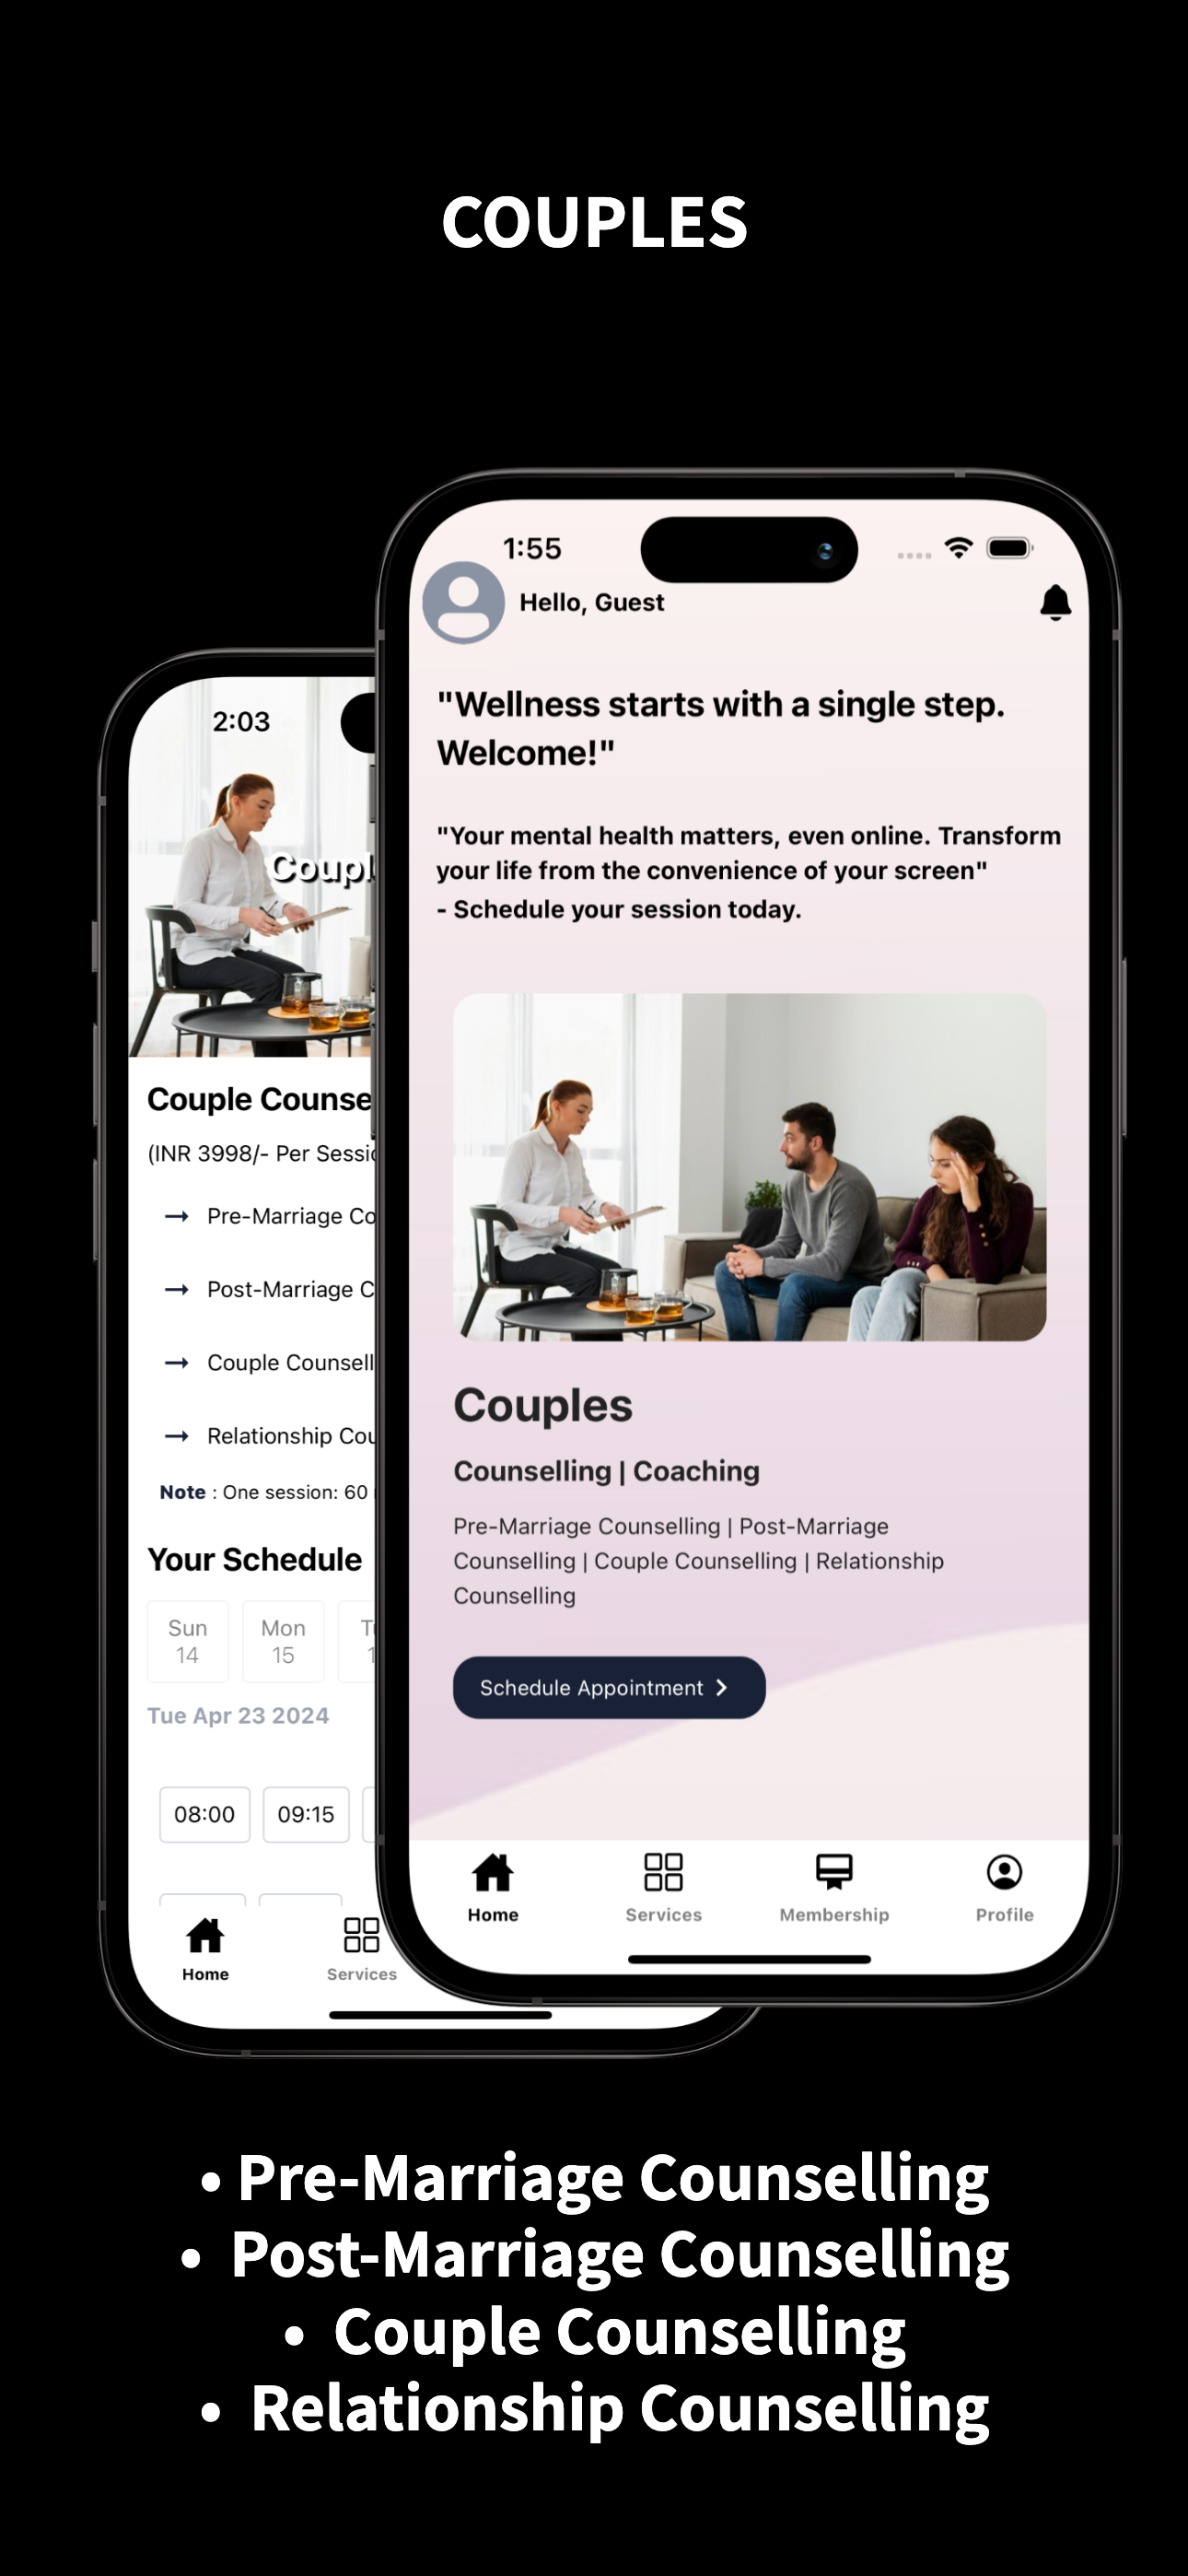 COUPLES
1:55
Hello, Guest
"Wellness starts with a single step.
Welcome!"
"Your mental health matters, even online. Transform
your life from the convenience of your screen"
- Schedule your session today.
Couples
Counselling | Coaching
Pre-Marriage Counselling | Post-Marriage
Counselling | Couple Counselling | Relationship
Counselling
Schedule Appointment
Home
Services
Membership
Profile
2:03
Coupl
Couple Counse
(INR 3998/- Per Sessi
→ Pre-Marriage Co
→ Post-Marriage C
→ Couple Counsell
→ Relationship Cou
Note : One session: 60
Your Schedule
Sun
14
Mon
15
Tue Apr 23 2024
08:00
09:15
Home
Services
• Pre-Marriage Counselling
• Post-Marriage Counselling
• Couple Counselling
• Relationship Counselling